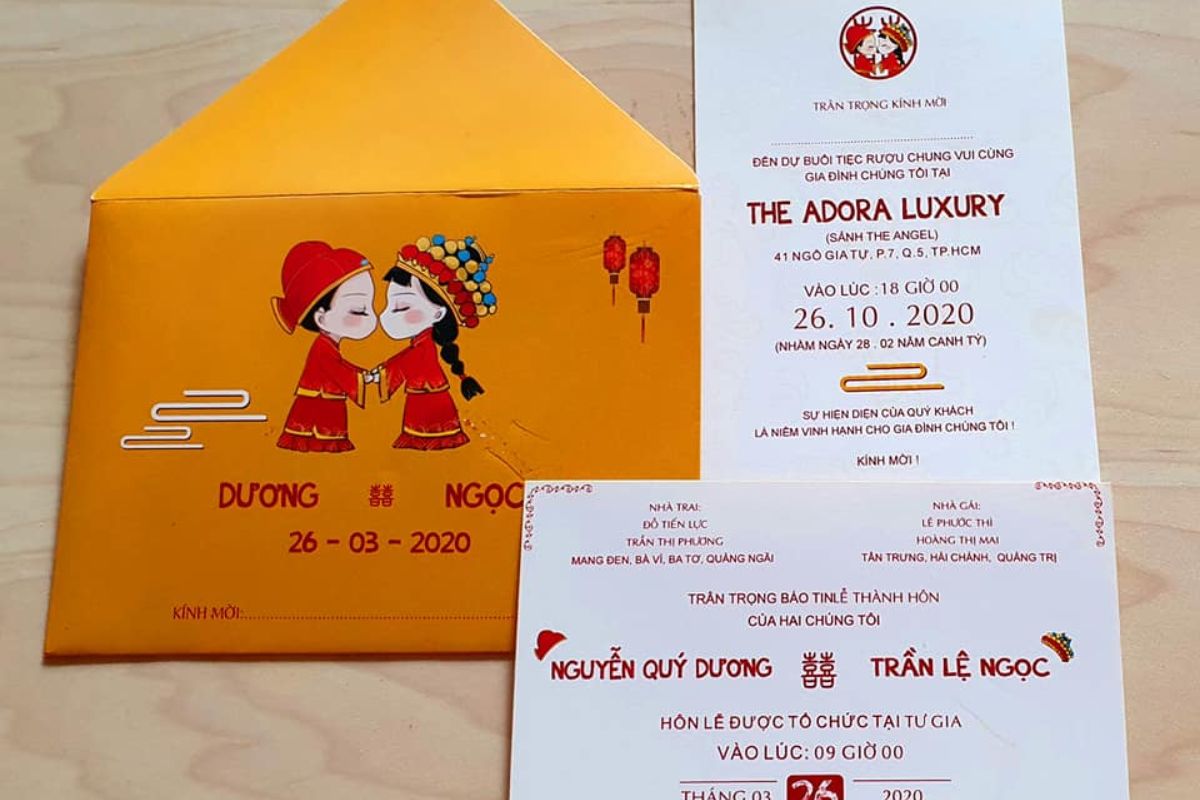 DƯƠNG 囍 NGỌC
26 - 03 - 2020
KÍNH MỜI:
TRÂN TRỌNG KÍNH MỜI
ĐẾN DỰ BUỔI TIỆC RƯỢU CHUNG VUI CÙNG
GIA ĐÌNH CHÚNG TÔI TẠI
THE ADORA LUXURY
(SẢNH THE ANGEL)
41 NGÔ GIA TỰ, P.7, Q.5, TP.HCM
VÀO LÚC :18 GIỜ 00
26. 10 . 2020
(NHẰM NGÀY 28 . 02 NĂM CANH TÝ)
SỰ HIỆN DIỆN CỦA QUÝ KHÁCH
LÀ NIỀM VINH HẠNH CHO GIA ĐÌNH CHÚNG TÔI !
KÍNH MỜI !
NHÀ TRAI:
ĐỖ TIẾN LỰC
TRẦN THỊ PHƯƠNG
MANG ĐEN, BÀ VÌ, BA TƠ, QUẢNG NGÃI
NHÀ GÁI:
LÊ PHƯỚC THÌ
HOÀNG THỊ MAI
TÂN TRƯNG, HẢI CHÁNH, QUẢNG TRỊ
TRÂN TRỌNG BÁO TINLỄ THÀNH HÔN
CỦA HAI CHÚNG TÔI
NGUYỄN QUÝ DƯƠNG 囍 TRẦN LỆ NGỌC
HÔN LỄ ĐƯỢC TỔ CHỨC TẠI TƯ GIA
VÀO LÚC: 09 GIỜ 00
THÁNG 03 26 2020